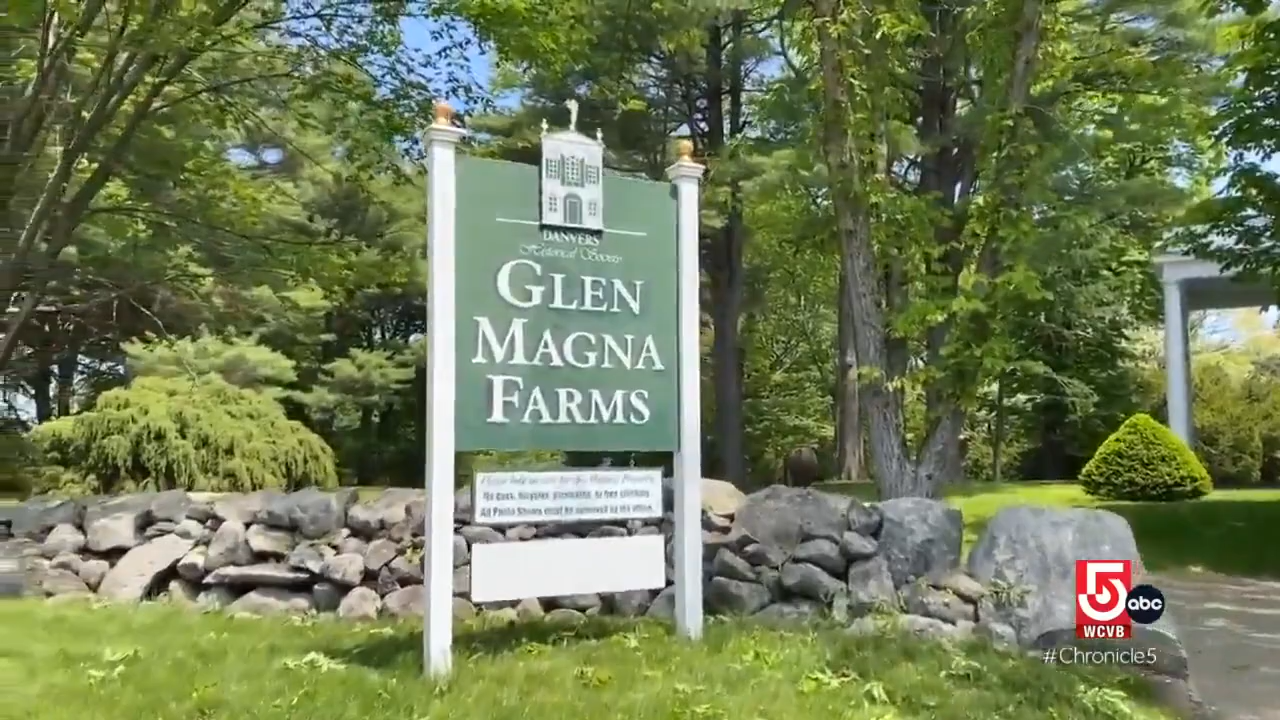 DANVERS
Historical Society
GLEN
MAGNA
FARMS
No dogs, bicycles, picnicking, or tree climbing
All Photo Shoots must be approved by the office.
5 abc
WCVB
#Chronicle5